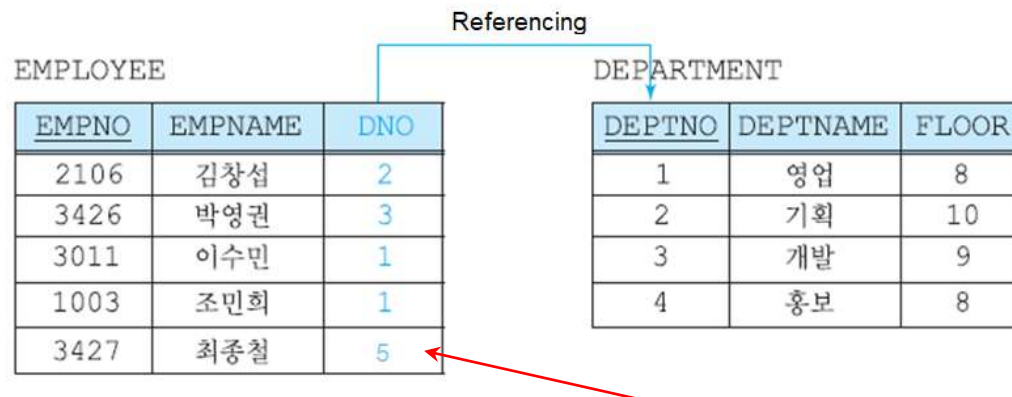 Referencing
EMPLOYEE
EMPNO EMPNAME DNO
2106 김창섭 2
3426 박영권 3
3011 이수민 1
1003 조민희 1
3427 최종철 5
DEPARTMENT
DEPTNO DEPTNAME FLOOR
1 영업 8
2 기획 10
3 개발 9
4 홍보 8